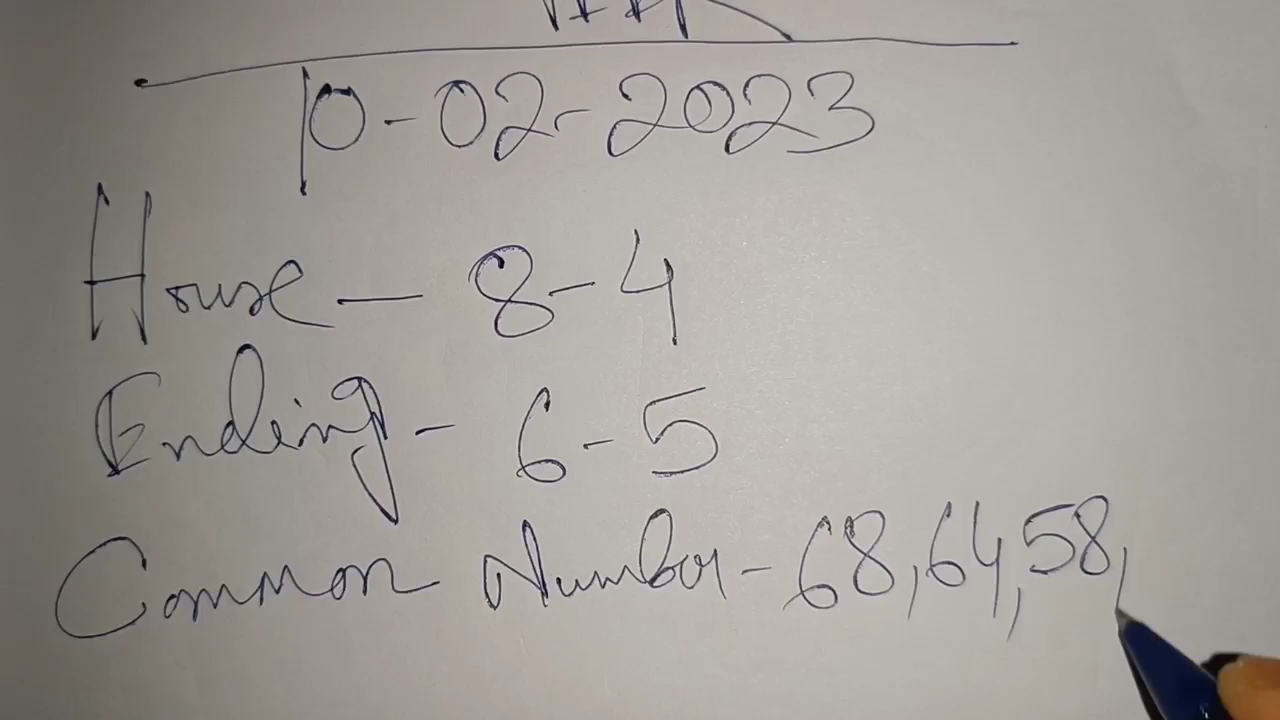 10-02-2023
House - 8-4
Ending - 6-5
Common Number - 68, 64, 58,